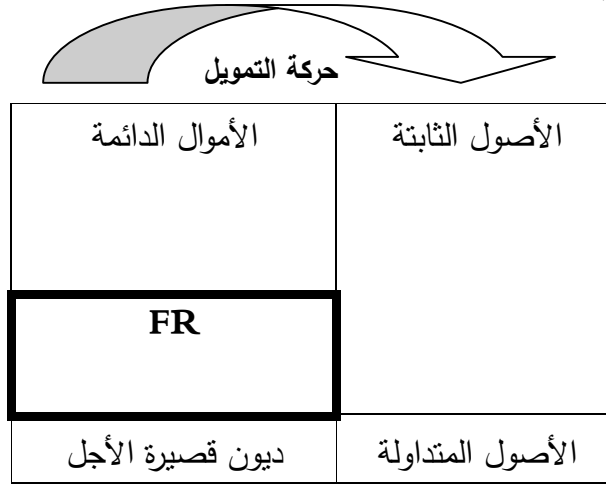 حركة التمويل
الأصول الثابتة
الأموال الدائمة
FR
الأصول المتداولة
ديون قصيرة الأجل